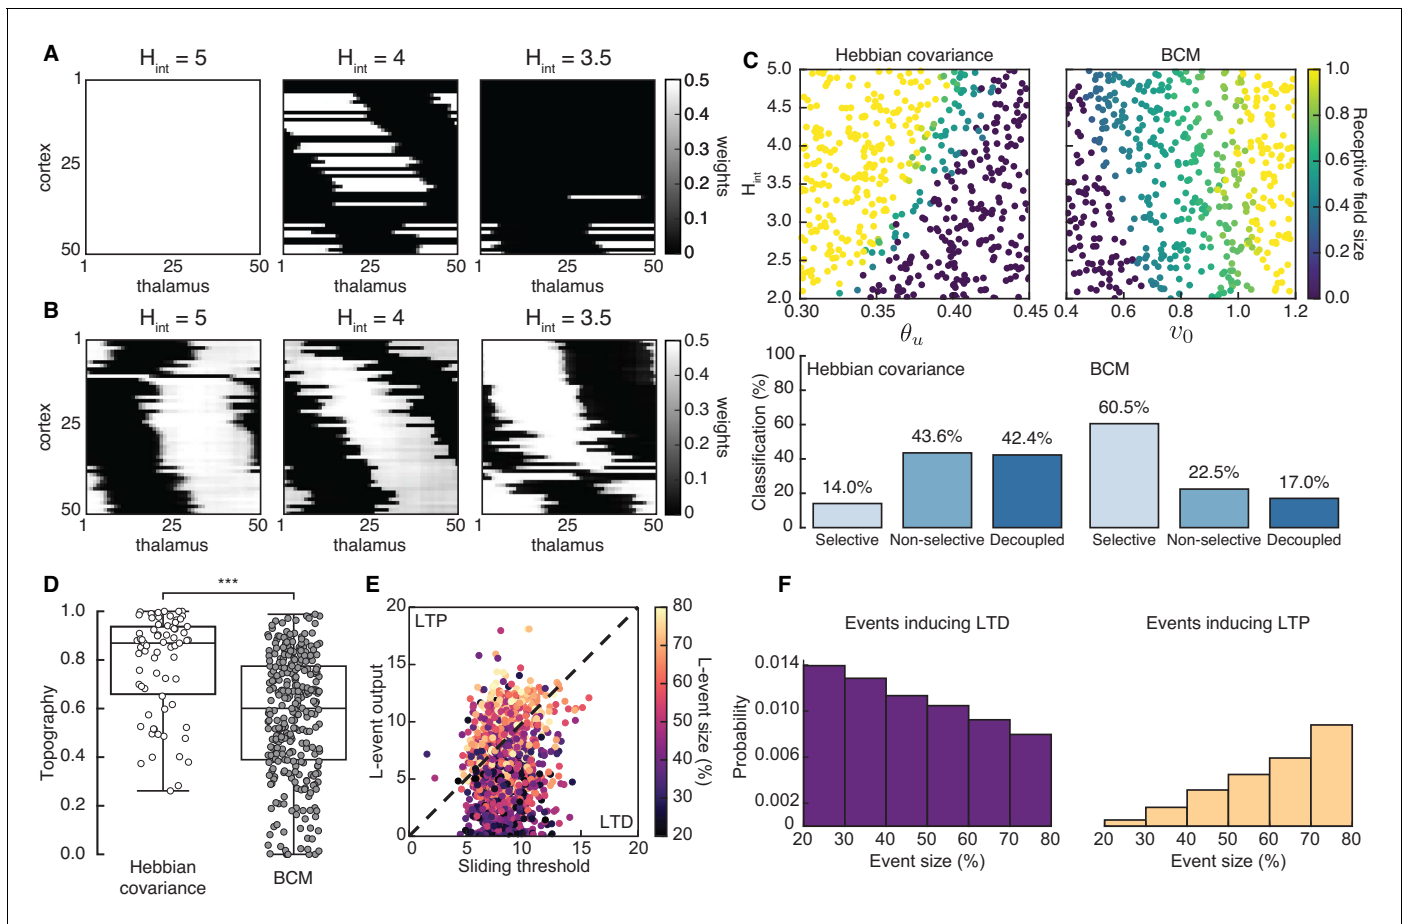 A
H_int = 5
H_int = 4
H_int = 3.5
1
25
50
cortex
1 25 50
1 25 50
1 25 50
thalamus
thalamus
thalamus
0.5
0.4
0.3
0.2
0.1
0
weights
B
H_int = 5
H_int = 4
H_int = 3.5
1
25
50
cortex
1 25 50
1 25 50
1 25 50
thalamus
thalamus
thalamus
0.5
0.4
0.3
0.2
0.1
0
weights
C
Hebbian covariance
BCM
5.0
4.5
4.0
3.5
3.0
2.5
2.0
H_int
0.30 0.35 0.40 0.45
θ_u
0.4 0.6 0.8 1.0 1.2
v_0
1.0
0.8
0.6
0.4
0.2
0.0
Receptive field size
100
80
60
40
20
0
Classification (%)
Hebbian covariance
BCM
14.0%
43.6%
42.4%
60.5%
22.5%
17.0%
Selective Non-selective Decoupled
Selective Non-selective Decoupled
D
***
1.0
0.8
0.6
0.4
0.2
0.0
Topography
Hebbian
covariance
BCM
E
20
15
10
5
0
L-event output
LTP
LTD
0 5 10 15 20
Sliding threshold
80
70
60
50
40
30
20
L-event size (%)
F
Events inducing LTD
Events inducing LTP
0.014
0.010
0.006
0.002
0
Probability
20 30 40 50 60 70 80
Event size (%)
20 30 40 50 60 70 80
Event size (%)